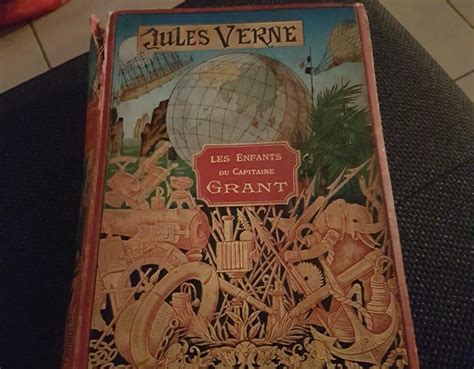 JULES VERNE
LES ENFANTS
DU CAPITAINE
GRANT